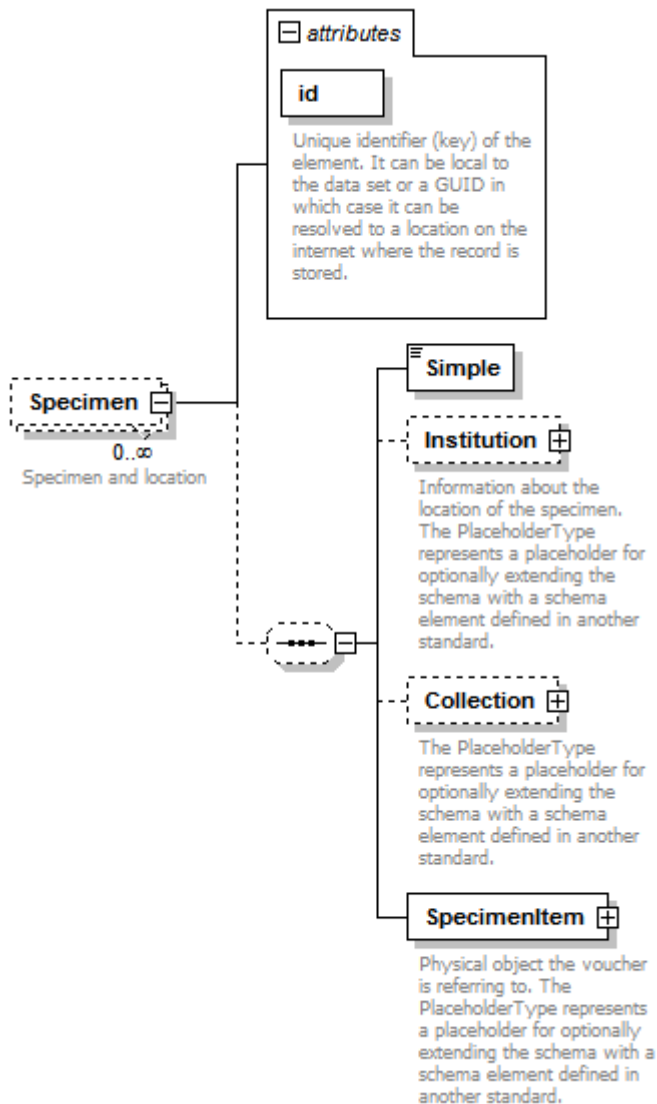 attributes
id
Unique identifier (key) of the
element. It can be local to
the data set or a GUID in
which case it can be
resolved to a location on the
internet where the record is
stored.
Specimen
0..∞
Specimen and location
Simple
Institution
Information about the
location of the specimen.
The PlaceholderType
represents a placeholder for
optionally extending the
schema with a schema
element defined in another
standard.
Collection
The PlaceholderType
represents a placeholder for
optionally extending the
schema with a schema
element defined in another
standard.
SpecimenItem
Physical object the voucher
is referring to. The
PlaceholderType represents
a placeholder for optionally
extending the schema with a
schema element defined in
another standard.